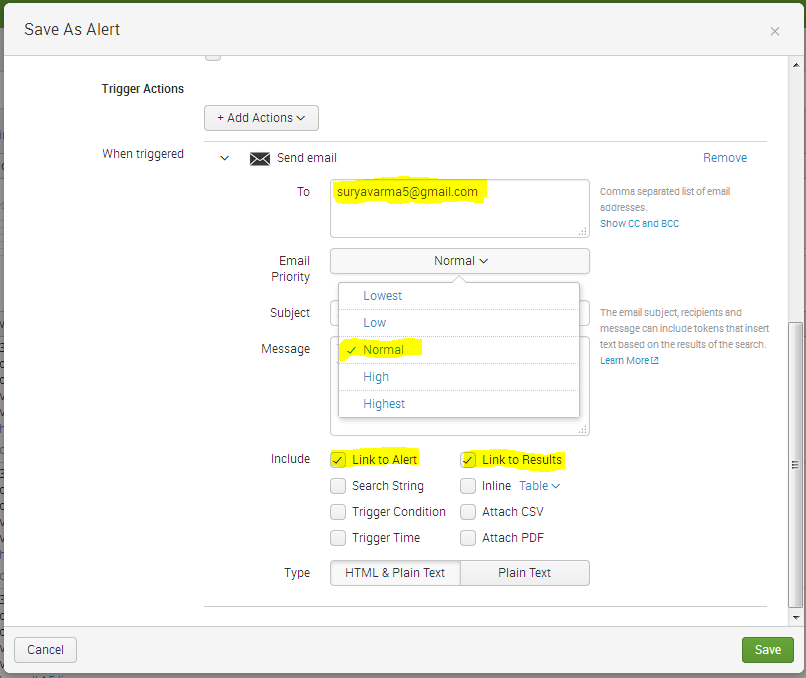 Save As Alert ×
Trigger Actions
+ Add Actions
When triggered
Send email
Remove
To
suryavarma5@gmail.com
Comma separated list of email
addresses.
Show CC and BCC
Email
Priority
Normal
Lowest
Low
Normal
High
Highest
Subject
The email subject, recipients and
message can include tokens that insert
text based on the results of the search.
Learn More
Message
Include
Link to Alert
Link to Results
Search String
Inline Table
Trigger Condition
Attach CSV
Trigger Time
Attach PDF
Type
HTML & Plain Text
Plain Text
Cancel
Save